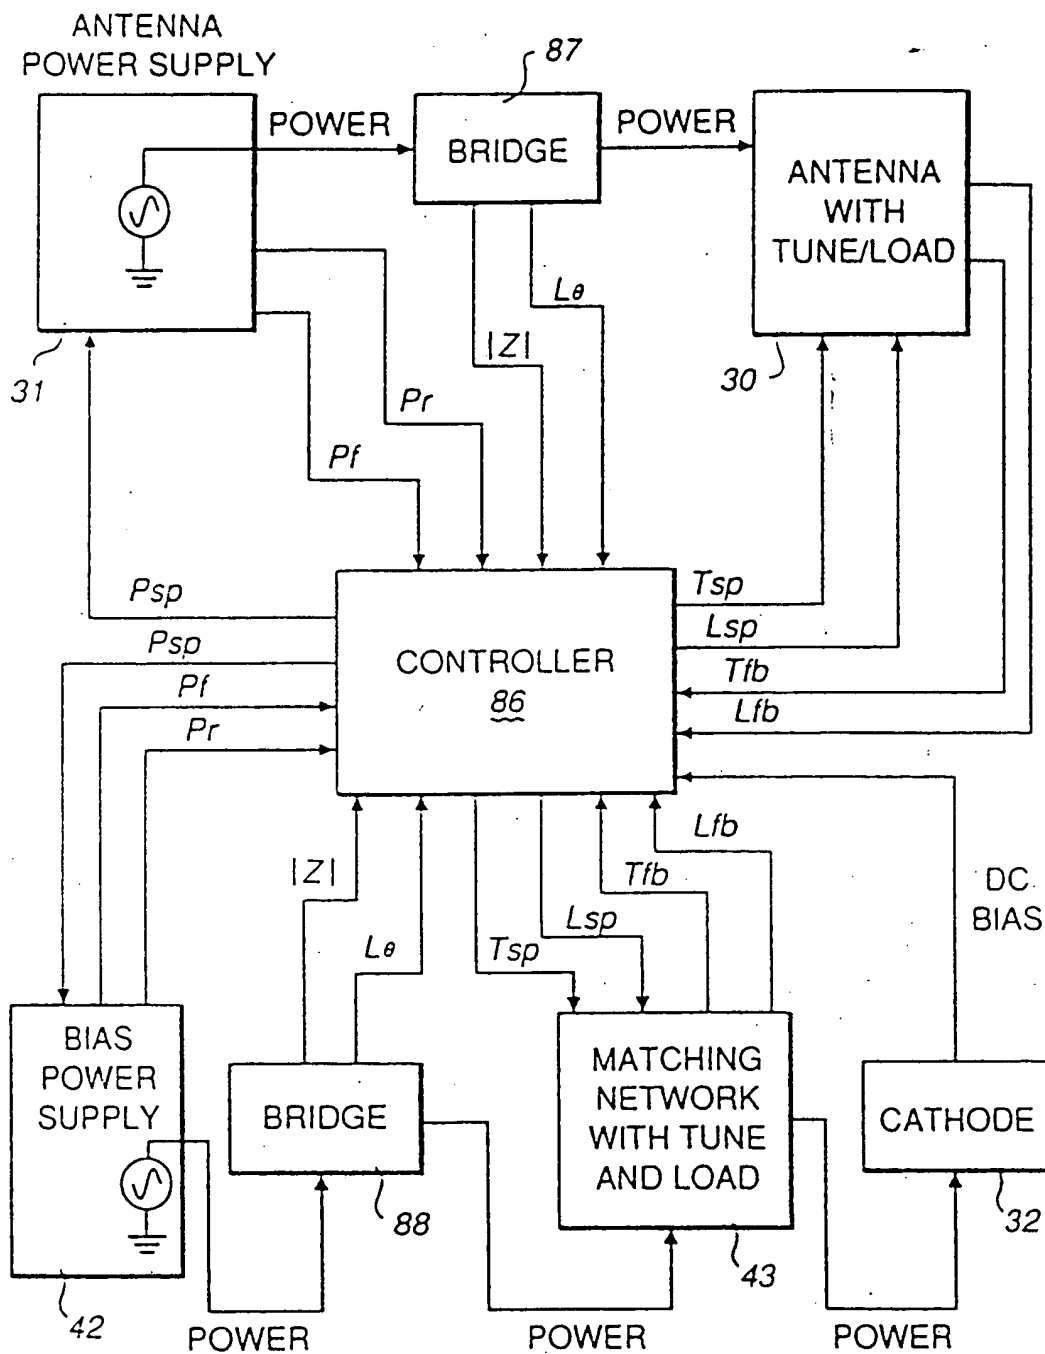 ANTENNA
POWER SUPPLY
87
POWER
BRIDGE
POWER
ANTENNA
WITH
TUNE/LOAD
Lθ
|Z|
31
30
Pr
Pf
Psp
Tsp
Psp
Lsp
CONTROLLER
86
Pf
Tfb
Pr
Lfb
|Z|
Lθ
Tsp
Lsp
Tfb
Lfb
DC
BIAS
BIAS
POWER
SUPPLY
BRIDGE
MATCHING
NETWORK
WITH TUNE
AND LOAD
CATHODE
88
43
32
42
POWER
POWER
POWER